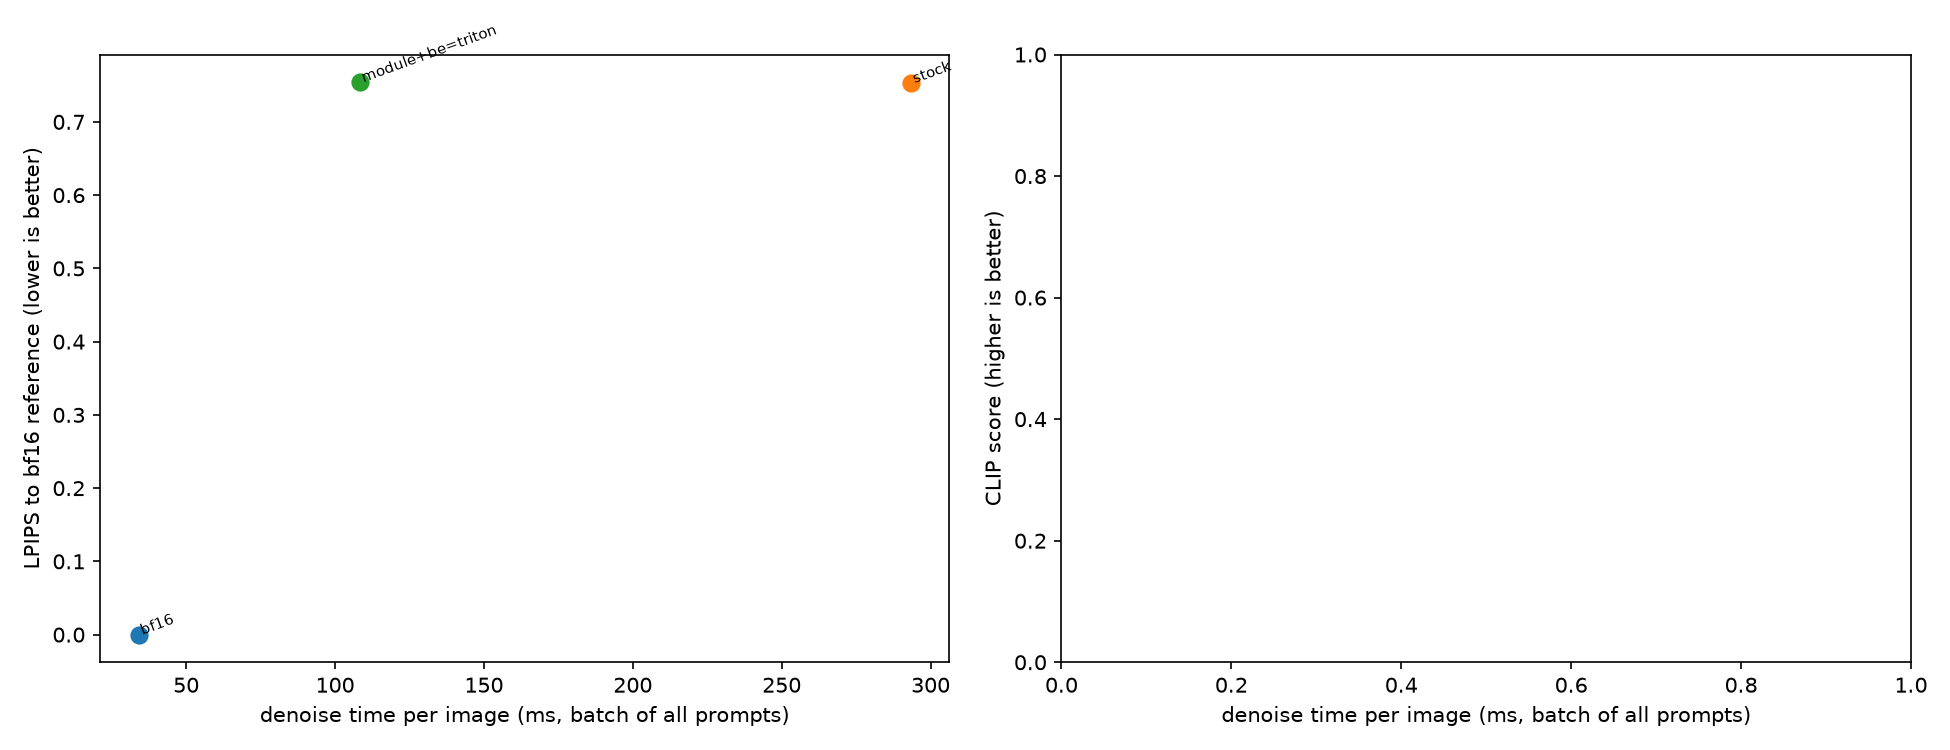 module+be=triton
stock
bf16
LPIPS to bf16 reference (lower is better)
0.7
0.6
0.5
0.4
0.3
0.2
0.1
0.0
50 100 150 200 250 300
denoise time per image (ms, batch of all prompts)
CLIP score (higher is better)
1.0
0.8
0.6
0.4
0.2
0.0
0.0 0.2 0.4 0.6 0.8 1.0
denoise time per image (ms, batch of all prompts)